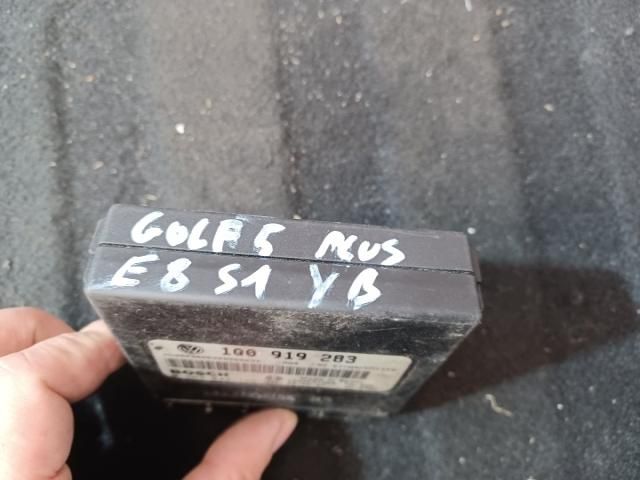 GOLF 5 PLUS
E8 S1 YB
1Q0 919 283
BOSCH